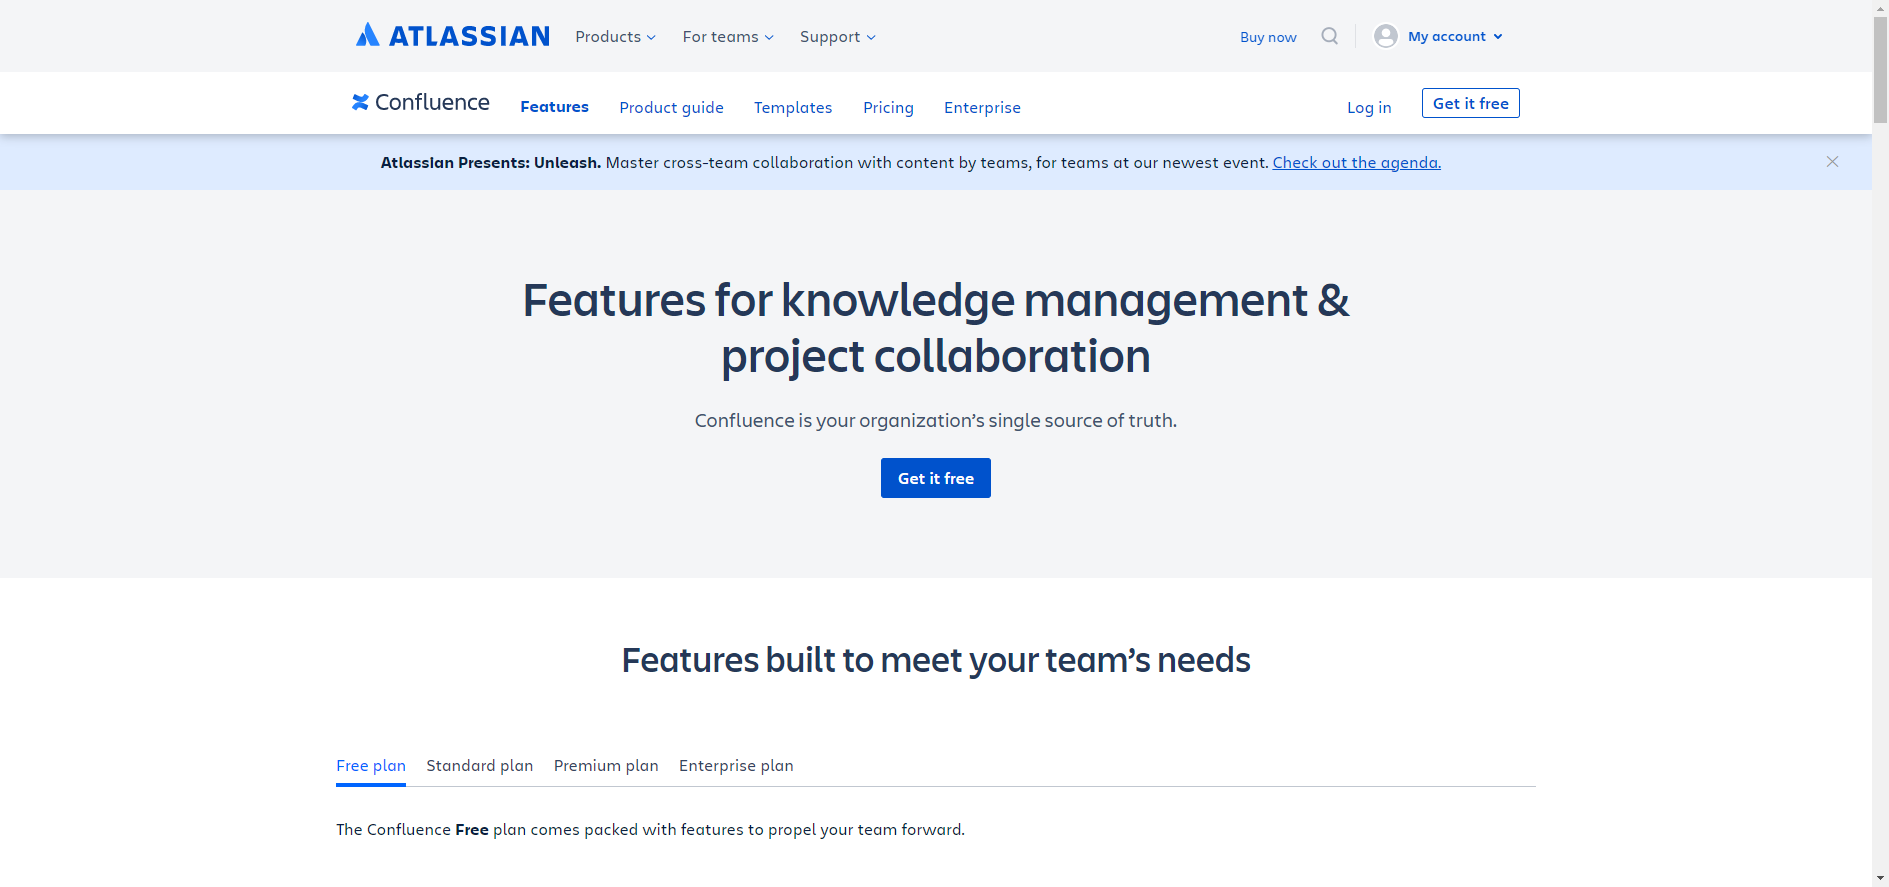 ATLASSIAN Products For teams Support Buy now My account
Confluence Features Product guide Templates Pricing Enterprise Log in Get it free
Atlassian Presents: Unleash. Master cross-team collaboration with content by teams, for teams at our newest event. Check out the agenda.
Features for knowledge management &
project collaboration
Confluence is your organization’s single source of truth.
Get it free
Features built to meet your team’s needs
Free plan Standard plan Premium plan Enterprise plan
The Confluence Free plan comes packed with features to propel your team forward.